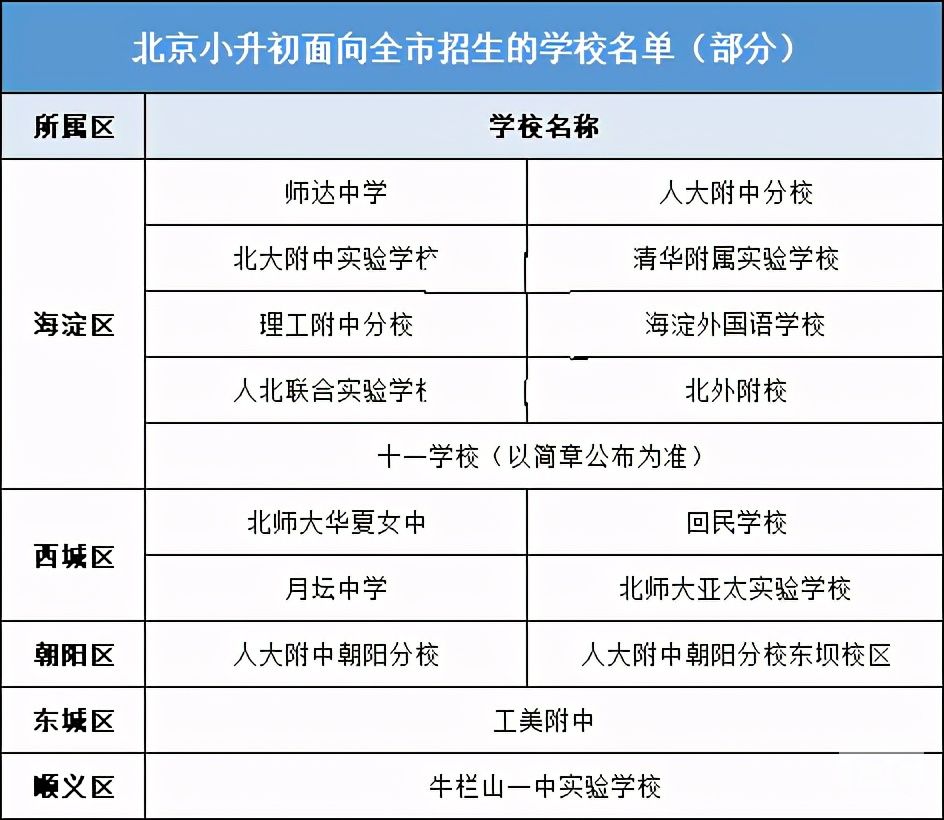 北京小升初面向全市招生的学校名单（部分）
所属区 学校名称
海淀区
师达中学 人大附中分校
北大附中实验学校 清华附属实验学校
理工附中分校 海淀外国语学校
人北联合实验学校 北外附校
十一学校（以简章公布为准）
西城区
北师大华夏女中 回民学校
月坛中学 北师大亚太实验学校
朝阳区 人大附中朝阳分校 人大附中朝阳分校东坝校区
东城区 工美附中
顺义区 牛栏山一中实验学校